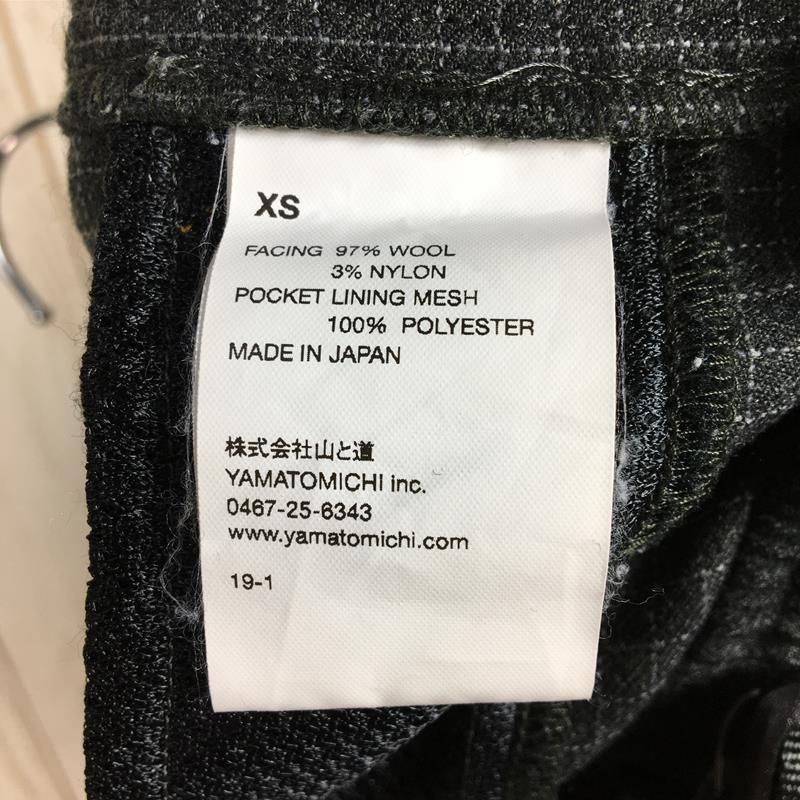 XS
FACING 97% WOOL
3% NYLON
POCKET LINING MESH
100% POLYESTER
MADE IN JAPAN
株式会社山と道
YAMATOMICHI inc.
0467-25-6343
www.yamatomichi.com
19-1